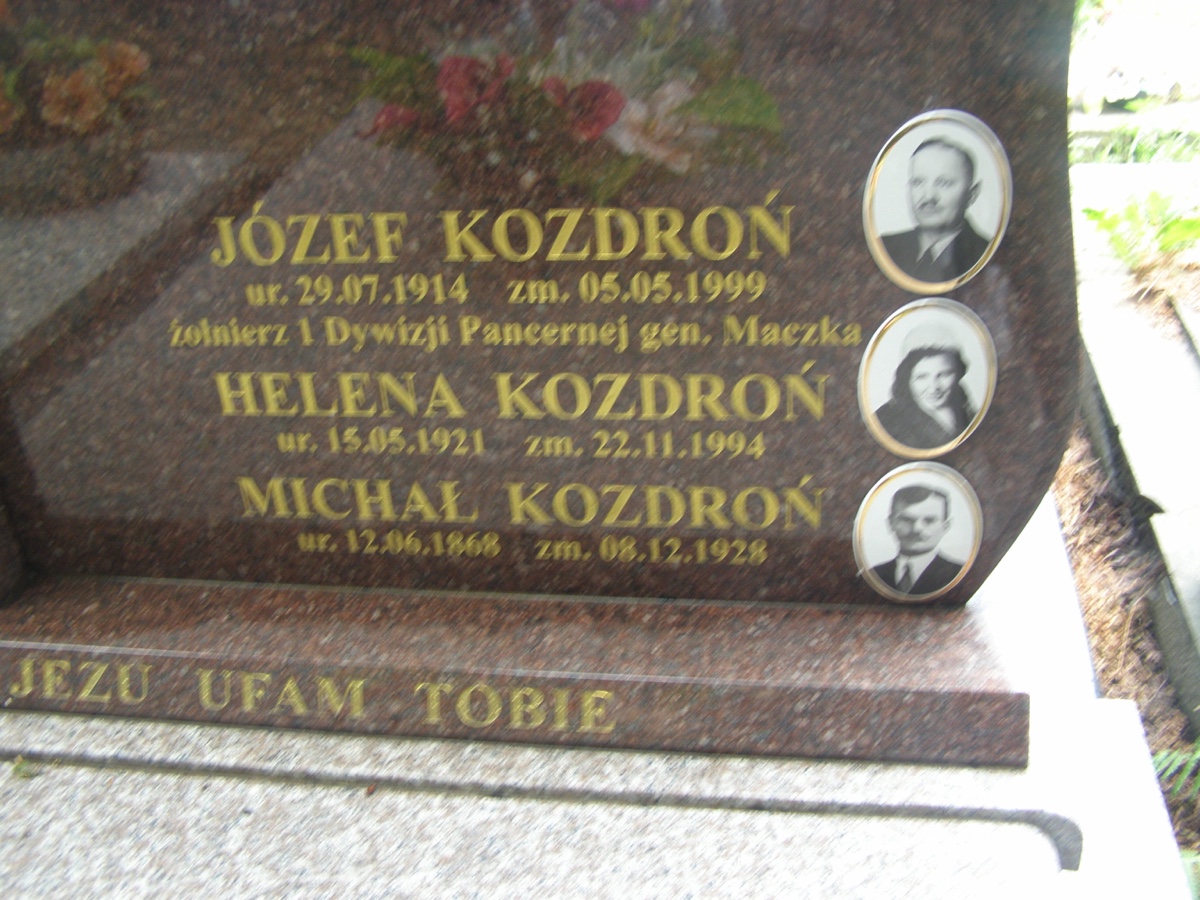 JÓZEF KOZDROŃ
ur. 29.07.1914 zm. 05.05.1999
żołnierz 1 Dywizji Pancernej gen. Maczka
HELENA KOZDROŃ
ur. 15.05.1921 zm. 22.11.1994
MICHAŁ KOZDROŃ
ur. 12.06.1868 zm. 08.12.1928
JEZU UFAM TOBIE